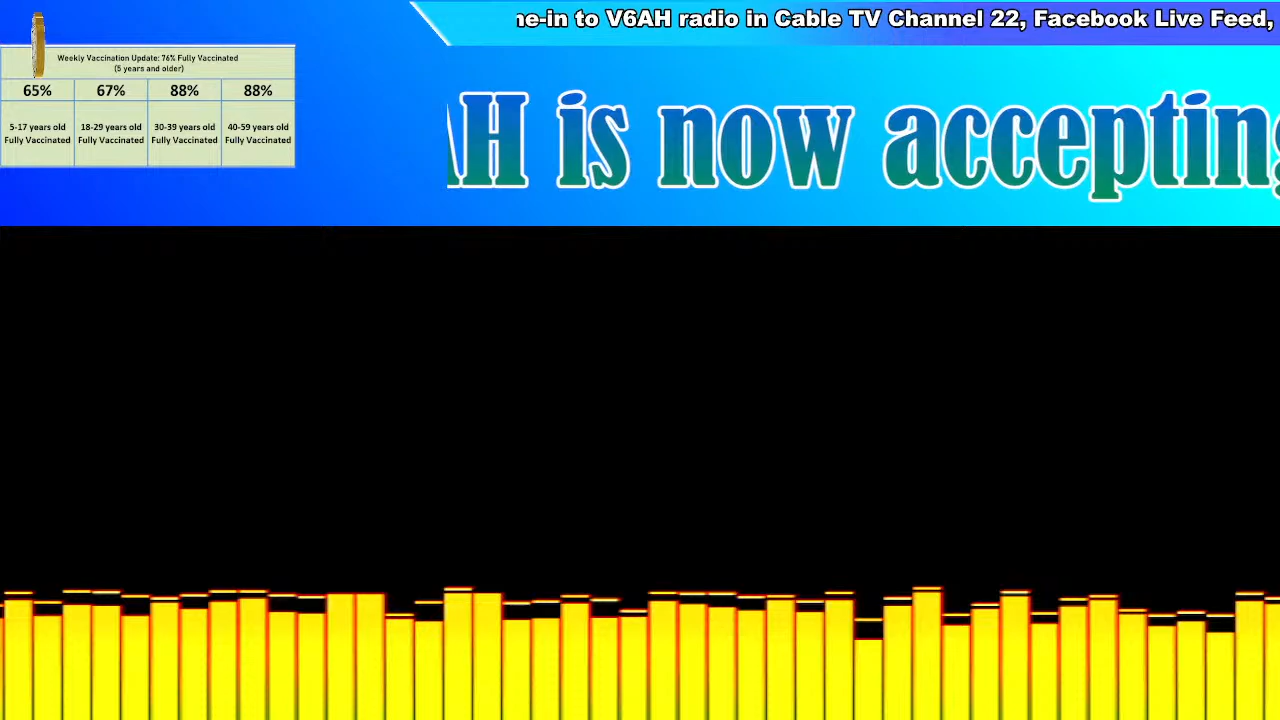 ne-in to V6AH radio in Cable TV Channel 22, Facebook Live Feed,
Weekly Vaccination Update: 76% Fully Vaccinated
(5 years and older)
65% 67% 88% 88%
5-17 years old 18-29 years old 30-39 years old 40-59 years old
Fully Vaccinated Fully Vaccinated Fully Vaccinated Fully Vaccinated
AH is now accepting